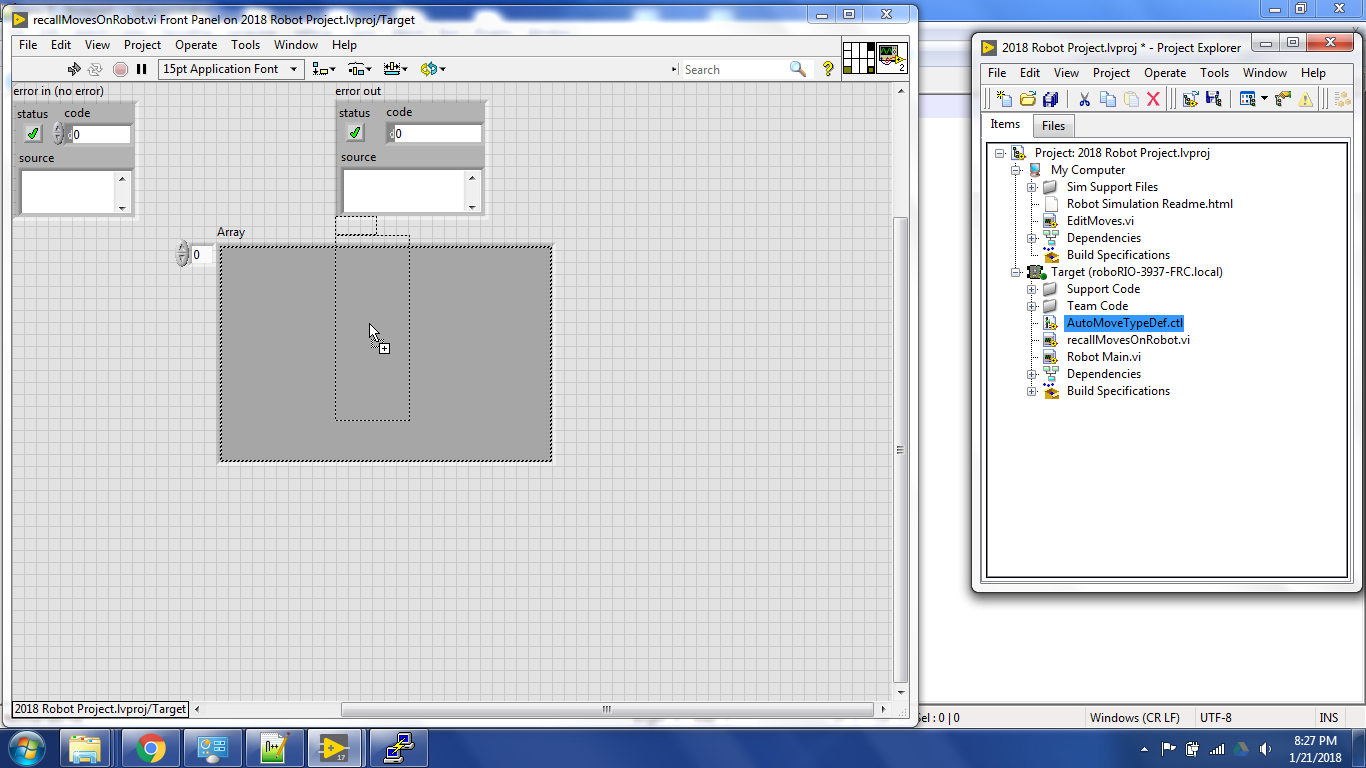 recallMovesOnRobot.vi Front Panel on 2018 Robot Project.lvproj/Target
File Edit View Project Operate Tools Window Help
15pt Application Font
Search
2
error in (no error)
status code
0
source
error out
status code
0
source
Array
0
2018 Robot Project.lvproj/Target
2018 Robot Project.lvproj * - Project Explorer
File Edit View Project Operate Tools Window Help
Items Files
Project: 2018 Robot Project.lvproj
My Computer
Sim Support Files
Robot Simulation Readme.html
EditMoves.vi
Dependencies
Build Specifications
Target (roboRIO-3937-FRC.local)
Support Code
Team Code
AutoMoveTypeDef.ctl
recallMovesOnRobot.vi
Robot Main.vi
Dependencies
Build Specifications
Sel : 0 | 0 Windows (CR LF) UTF-8 INS
17
8:27 PM
1/21/2018